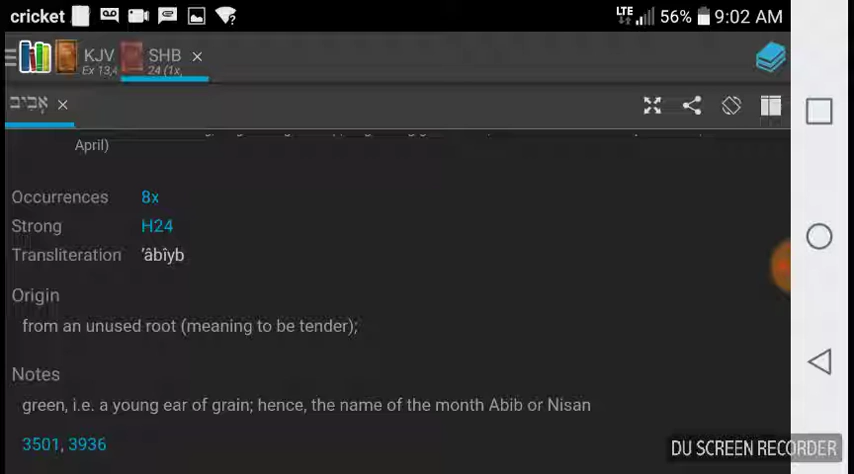 cricket LTE 56% 9:02 AM
KJV SHB
Ex 13, 24 (1x,
אָבִיב
April)
Occurrences 8x
Strong H24
Transliteration 'âbîyb
Origin
from an unused root (meaning to be tender);
Notes
green, i.e. a young ear of grain; hence, the name of the month Abib or Nisan
3501, 3936
DU SCREEN RECORDER